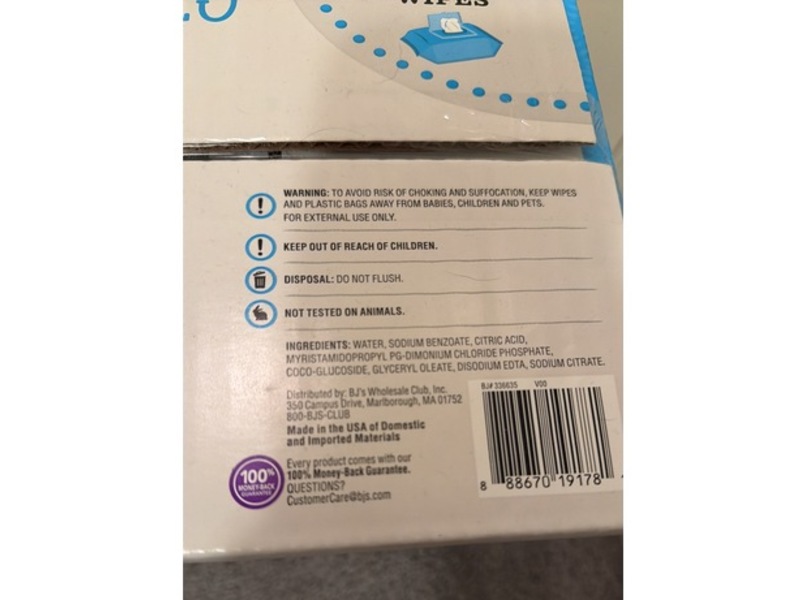 WIPES
WARNING: TO AVOID RISK OF CHOKING AND SUFFOCATION, KEEP WIPES
AND PLASTIC BAGS AWAY FROM BABIES, CHILDREN AND PETS.
FOR EXTERNAL USE ONLY.
KEEP OUT OF REACH OF CHILDREN.
DISPOSAL: DO NOT FLUSH.
NOT TESTED ON ANIMALS.
INGREDIENTS: WATER, SODIUM BENZOATE, CITRIC ACID,
MYRISTAMIDOPROPYL PG-DIMONIUM CHLORIDE PHOSPHATE,
COCO-GLUCOSIDE, GLYCERYL OLEATE, DISODIUM EDTA, SODIUM CITRATE.
Distributed by: BJ's Wholesale Club, Inc.
350 Campus Drive, Marlborough, MA 01752
800-BJS-CLUB
Made in the USA of Domestic
and Imported Materials
100%
MONEY-BACK
GUARANTEE
Every product comes with our
100% Money-Back Guarantee.
QUESTIONS?
CustomerCare@bjs.com
BJ# 336635 V00
8 88670 19178